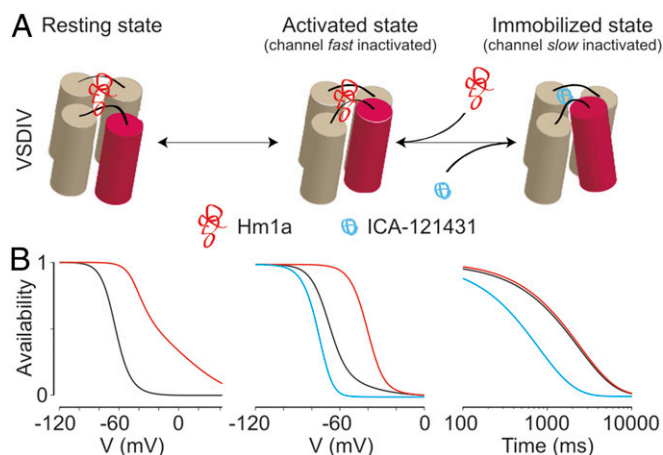 A
Resting state
Activated state
(channel fast inactivated)
Immobilized state
(channel slow inactivated)
VSDIV
Hm1a
ICA-121431
B
Availability
1
0
-120
-60
0
V (mV)
-120
-60
0
V (mV)
100
1000
10000
Time (ms)